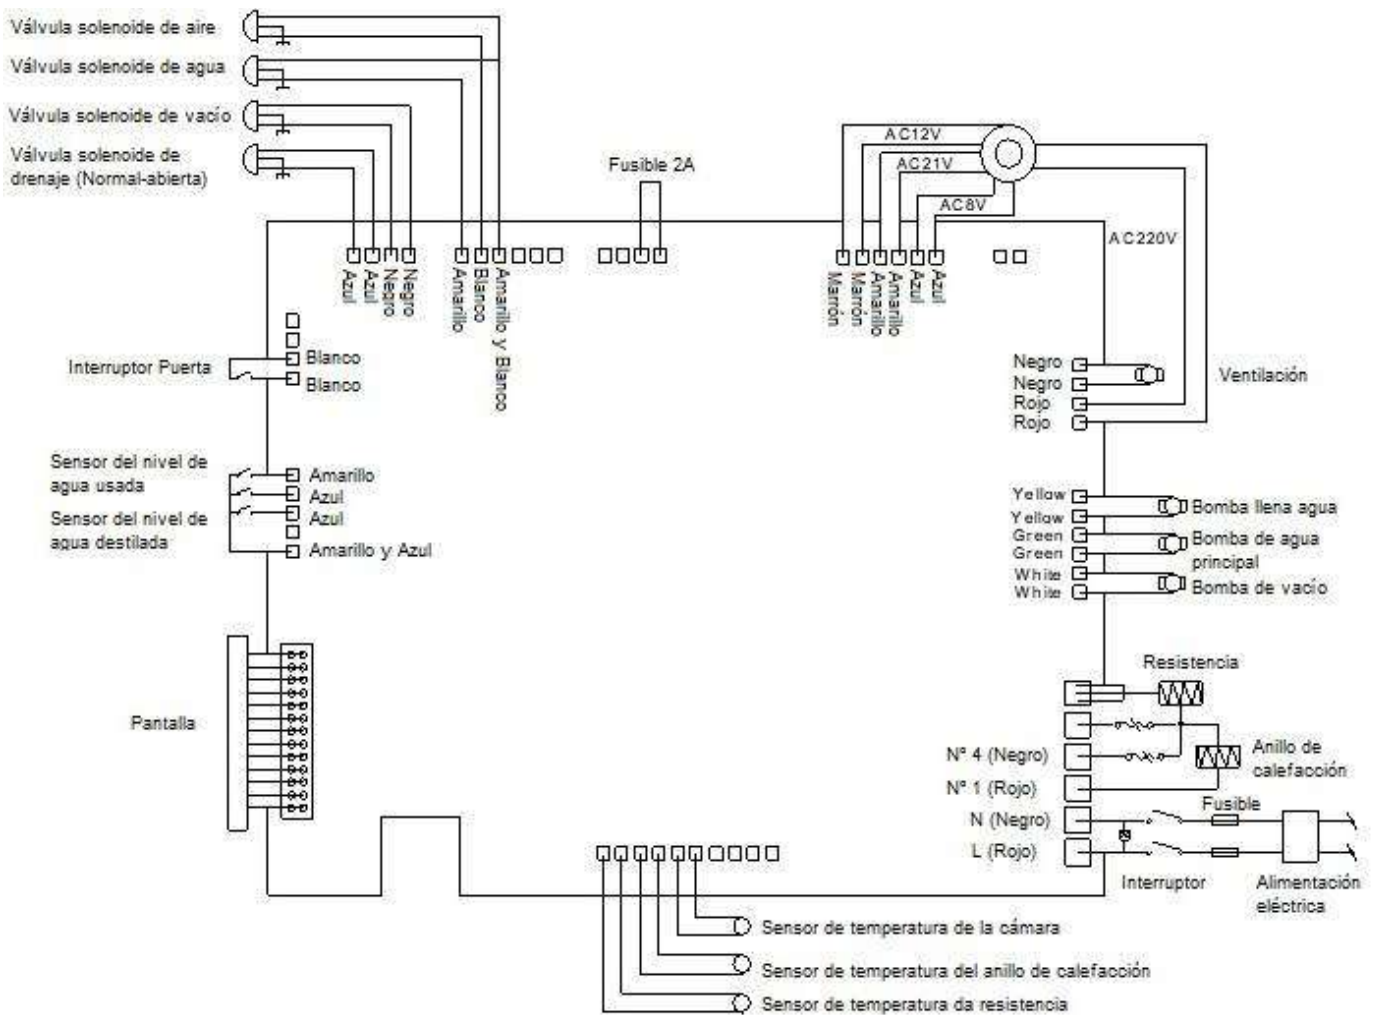 Válvula solenoide de aire
Válvula solenoide de agua
Válvula solenoide de vacío
Válvula solenoide de
drenaje (Normal-abierta)
Fusible 2A
AC12V
AC21V
AC8V
AC220V
Azul
Azul
Negro
Negro
Amarillo
Blanco
Amarillo y Blanco
Marrón
Marrón
Amarillo
Amarillo
Azul
Azul
Interruptor Puerta
Blanco
Blanco
Negro
Negro
Rojo
Rojo
Ventilación
Sensor del nivel de
agua usada
Sensor del nivel de
agua destilada
Amarillo
Azul
Azul
Amarillo y Azul
Yellow
Yellow
Green
Green
White
White
Bomba llena agua
Bomba de agua
principal
Bomba de vacío
Pantalla
Resistencia
Nº 4 (Negro)
Nº 1 (Rojo)
N (Negro)
L (Rojo)
Anillo de
calefacción
Fusible
Interruptor
Alimentación
eléctrica
Sensor de temperatura de la cámara
Sensor de temperatura del anillo de calefacción
Sensor de temperatura da resistencia